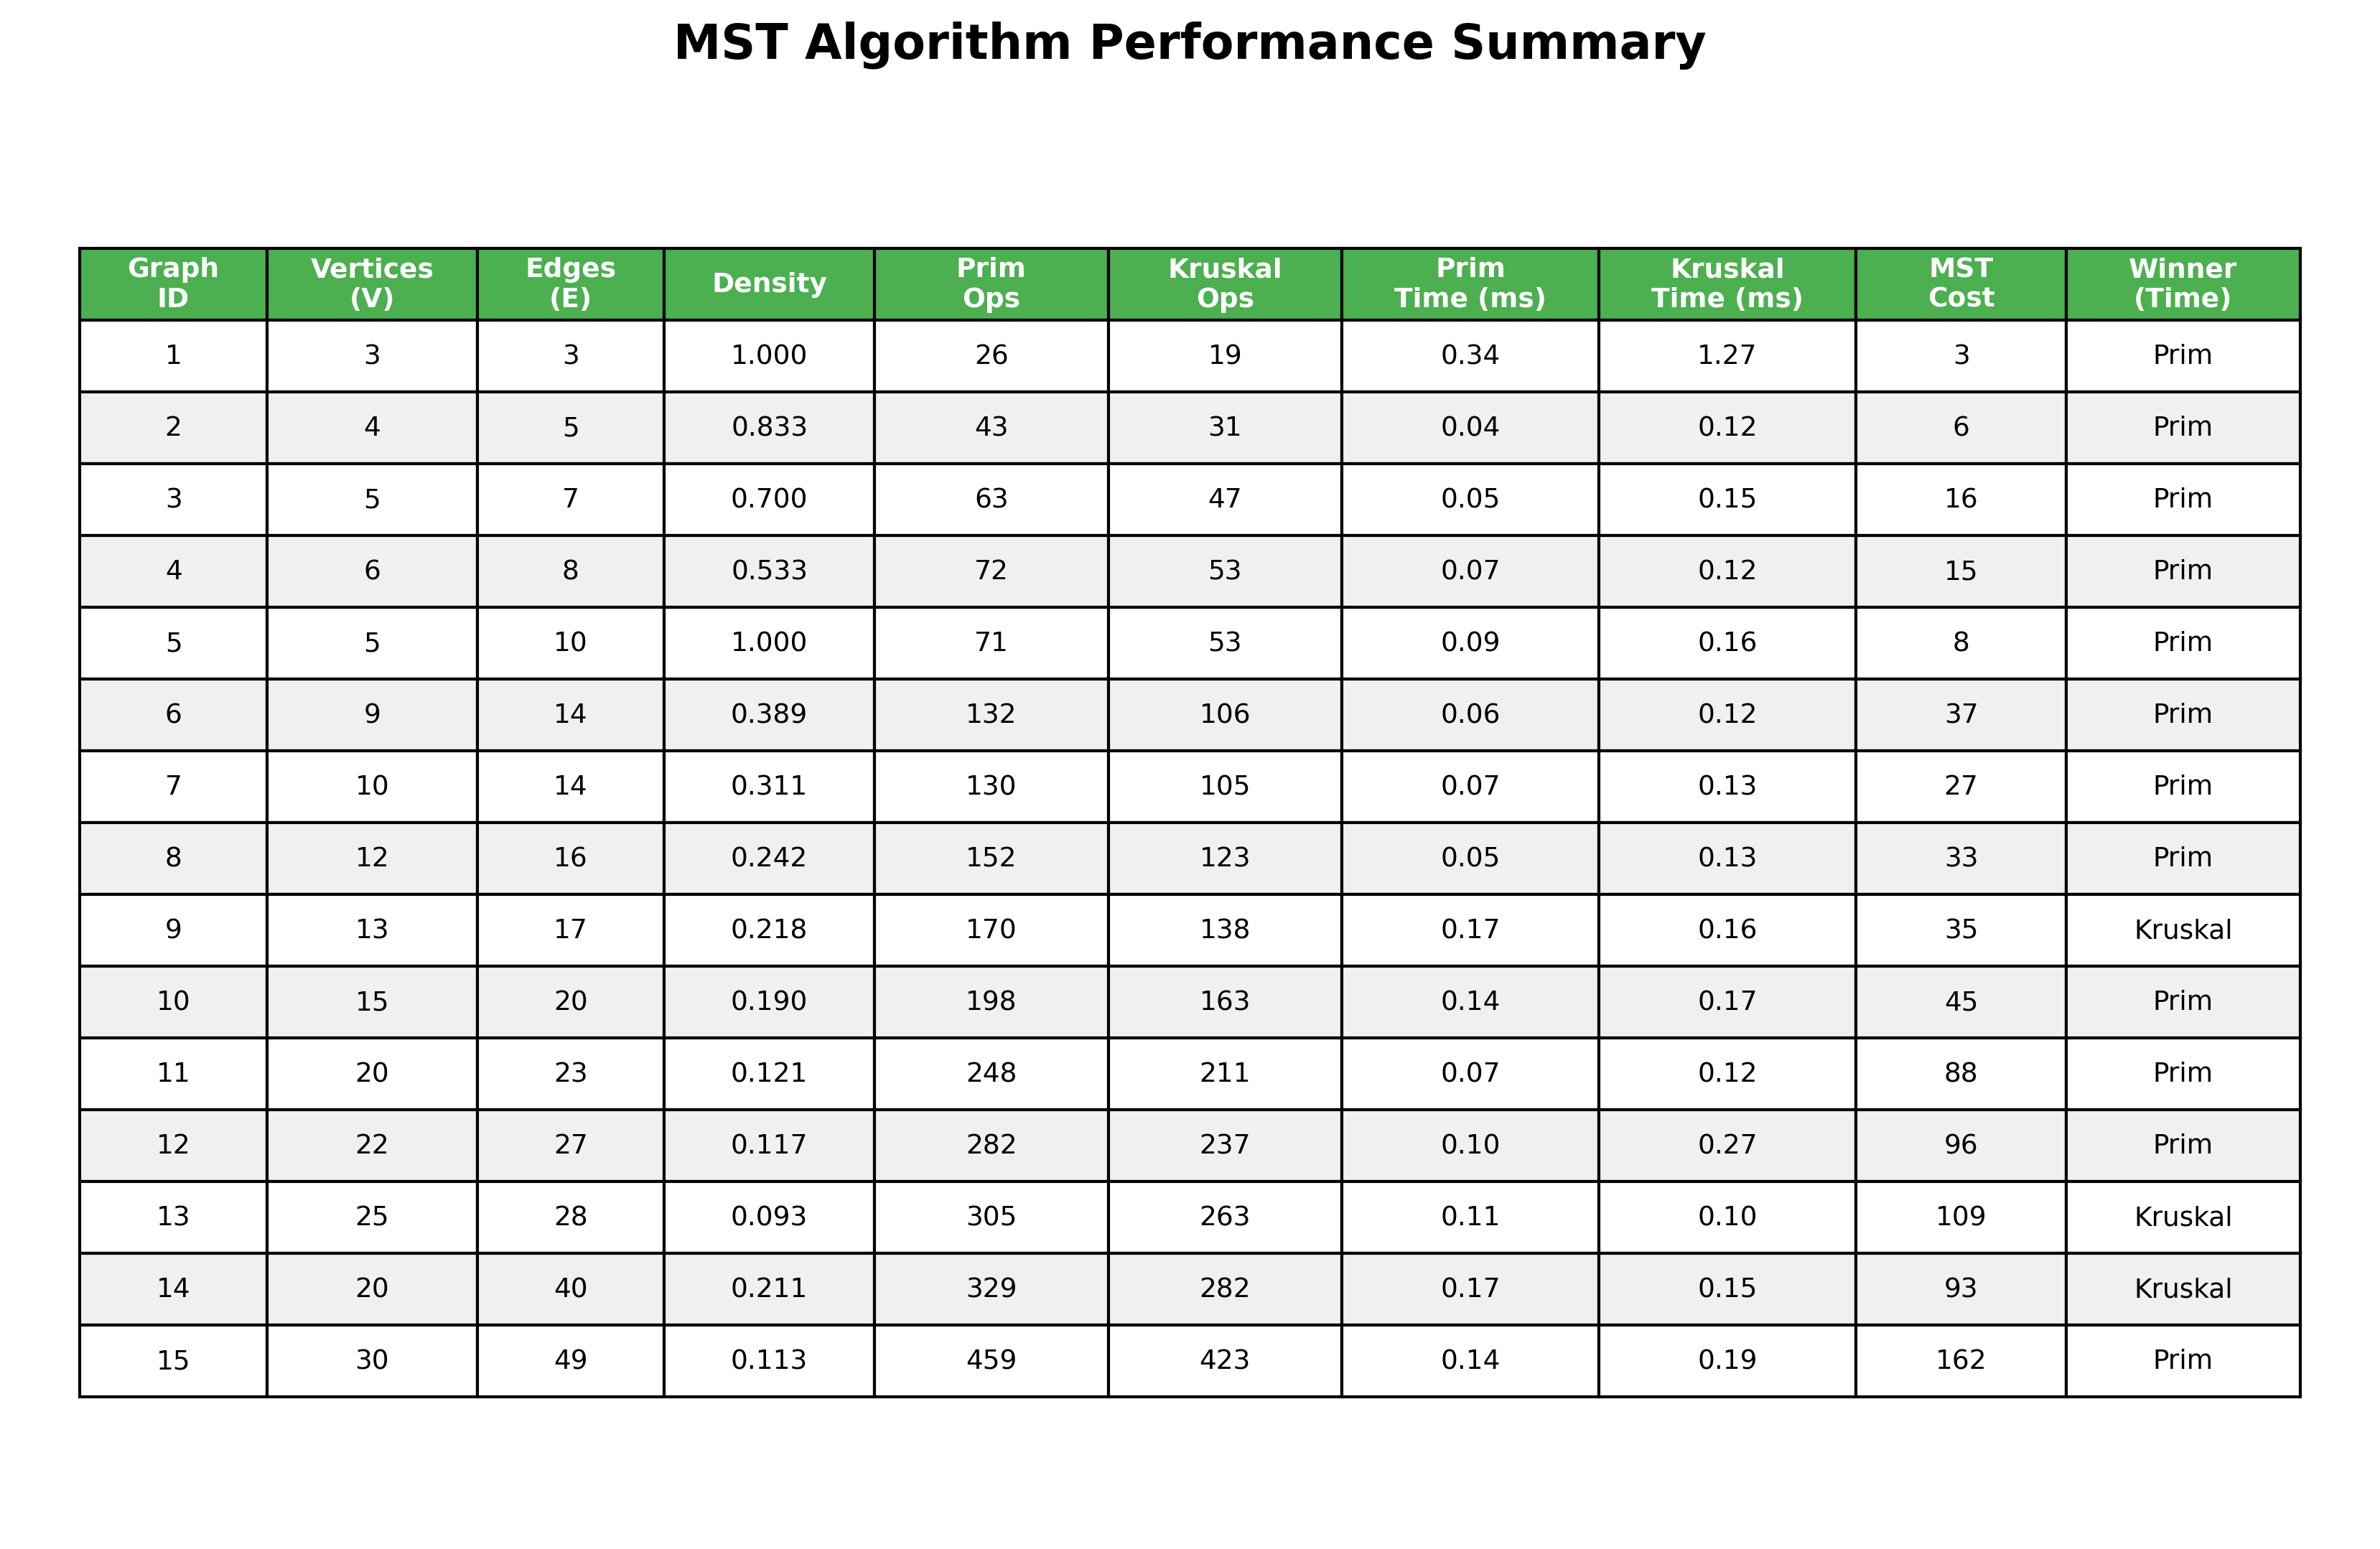 MST Algorithm Performance Summary
Graph ID Vertices (V) Edges (E) Density Prim Ops Kruskal Ops Prim Time (ms) Kruskal Time (ms) MST Cost Winner (Time)
1 3 3 1.000 26 19 0.34 1.27 3 Prim
2 4 5 0.833 43 31 0.04 0.12 6 Prim
3 5 7 0.700 63 47 0.05 0.15 16 Prim
4 6 8 0.533 72 53 0.07 0.12 15 Prim
5 5 10 1.000 71 53 0.09 0.16 8 Prim
6 9 14 0.389 132 106 0.06 0.12 37 Prim
7 10 14 0.311 130 105 0.07 0.13 27 Prim
8 12 16 0.242 152 123 0.05 0.13 33 Prim
9 13 17 0.218 170 138 0.17 0.16 35 Kruskal
10 15 20 0.190 198 163 0.14 0.17 45 Prim
11 20 23 0.121 248 211 0.07 0.12 88 Prim
12 22 27 0.117 282 237 0.10 0.27 96 Prim
13 25 28 0.093 305 263 0.11 0.10 109 Kruskal
14 20 40 0.211 329 282 0.17 0.15 93 Kruskal
15 30 49 0.113 459 423 0.14 0.19 162 Prim